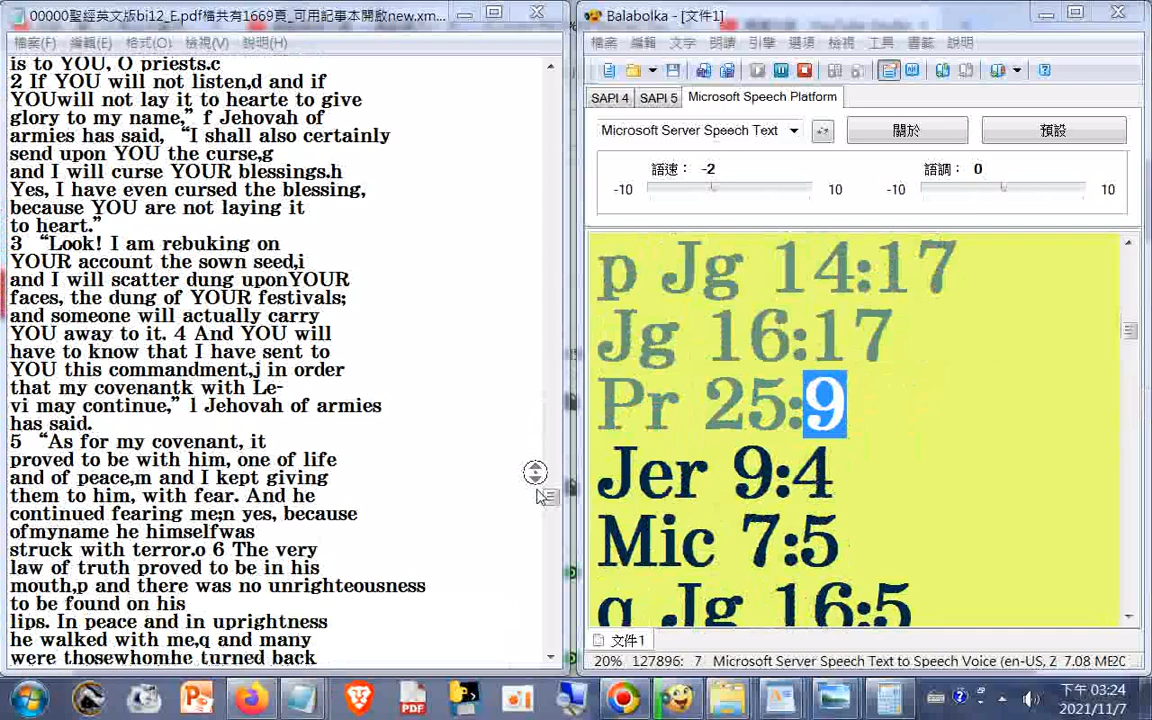 00000聖經英文版bi12_E.pdf檔共有1669頁_可用記事本開啟new.xm...
檔案(F) 編輯(E) 格式(O) 檢視(V) 說明(H)
is to YOU, O priests.c
2 If YOU will not listen,d and if
YOUwill not lay it to hearte to give
glory to my name,” f Jehovah of
armies has said, “I shall also certainly
send upon YOU the curse,g
and I will curse YOUR blessings.h
Yes, I have even cursed the blessing,
because YOU are not laying it
to heart.”
3 “Look! I am rebuking on
YOUR account the sown seed,i
and I will scatter dung uponYOUR
faces, the dung of YOUR festivals;
and someone will actually carry
YOU away to it. 4 And YOU will
have to know that I have sent to
YOU this commandment,j in order
that my covenantk with Le-
vi may continue,” l Jehovah of armies
has said.
5 “As for my covenant, it
proved to be with him, one of life
and of peace,m and I kept giving
them to him, with fear. And he
continued fearing me;n yes, because
ofmyname he himselfwas
struck with terror.o 6 The very
law of truth proved to be in his
mouth,p and there was no unrighteousness
to be found on his
lips. In peace and in uprightness
he walked with me,q and many
were thosewhomhe turned back
Balabolka - [文件1]
檔案 編輯 文字 朗讀 引擎 選項 檢視 工具 書籤 說明
SAPI 4 SAPI 5 Microsoft Speech Platform
Microsoft Server Speech Text 關於 預設
語速： -2 語調： 0
-10 10 -10 10
p Jg 14:17
Jg 16:17
Pr 25:9
Jer 9:4
Mic 7:5
q Jg 16:5
文件1
20% 127896: 7 Microsoft Server Speech Text to Speech Voice (en-US, Z 7.08 ME2C
PDF
下午 03:24
2021/11/7